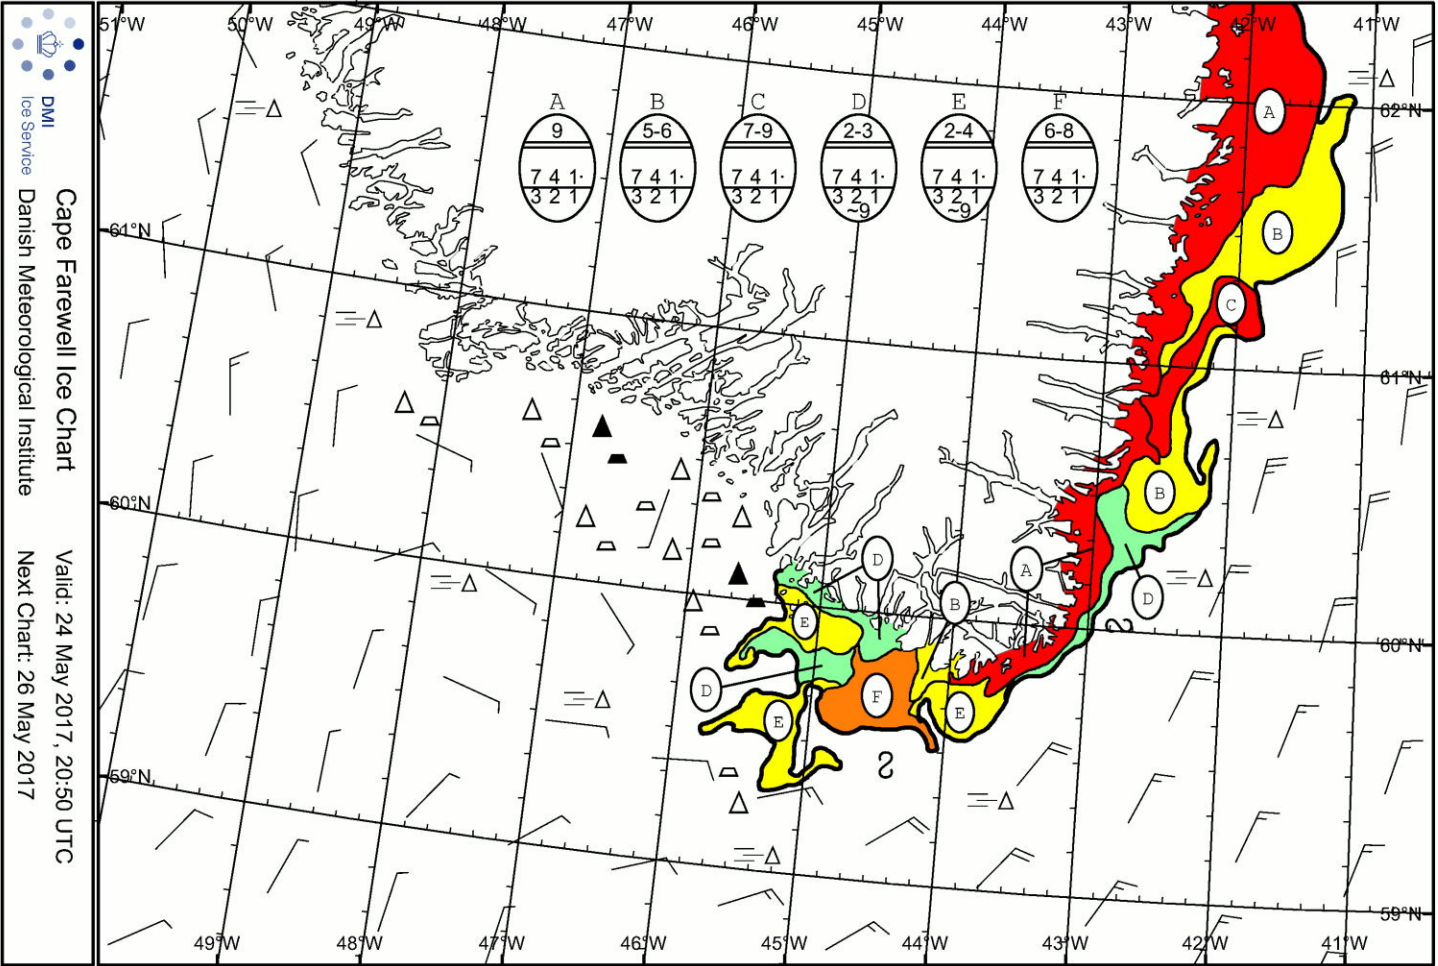 51°W 50°W 49°W 48°W 47°W 46°W 45°W 44°W 43°W 42°W 41°W
DMI
Ice Service
Cape Farewell Ice Chart
Danish Meteorological Institute
Valid: 24 May 2017, 20:50 UTC
Next Chart: 26 May 2017
A B C D E F
9 5-6 7-9 2-3 2-4 6-8
7 4 1· 7 4 1· 7 4 1· 7 4 1· 7 4 1· 7 4 1·
3 2 1 3 2 1 3 2 1 3 2 1 3 2 1 3 2 1
~9 ~9
A
62°N
B
61°N
C
61°N
B
60°N
D
A
D
B
E
60°N
D
F
E
E
59°N
59°N
49°W 48°W 47°W 46°W 45°W 44°W 43°W 42°W 41°W